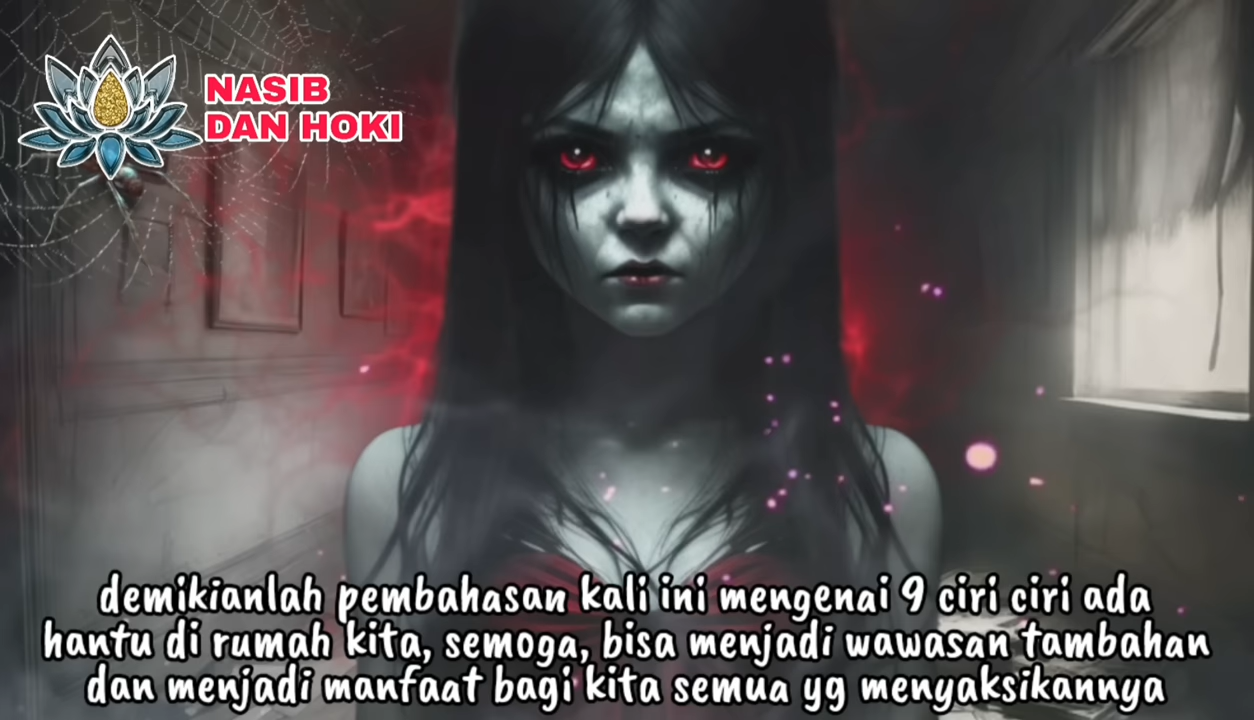 NASIB
DAN HOKI
demikianlah pembahasan kali ini mengenai 9 ciri ciri ada
hantu di rumah kita, semoga, bisa menjadi wawasan tambahan
dan menjadi manfaat bagi kita semua yg menyaksikannya